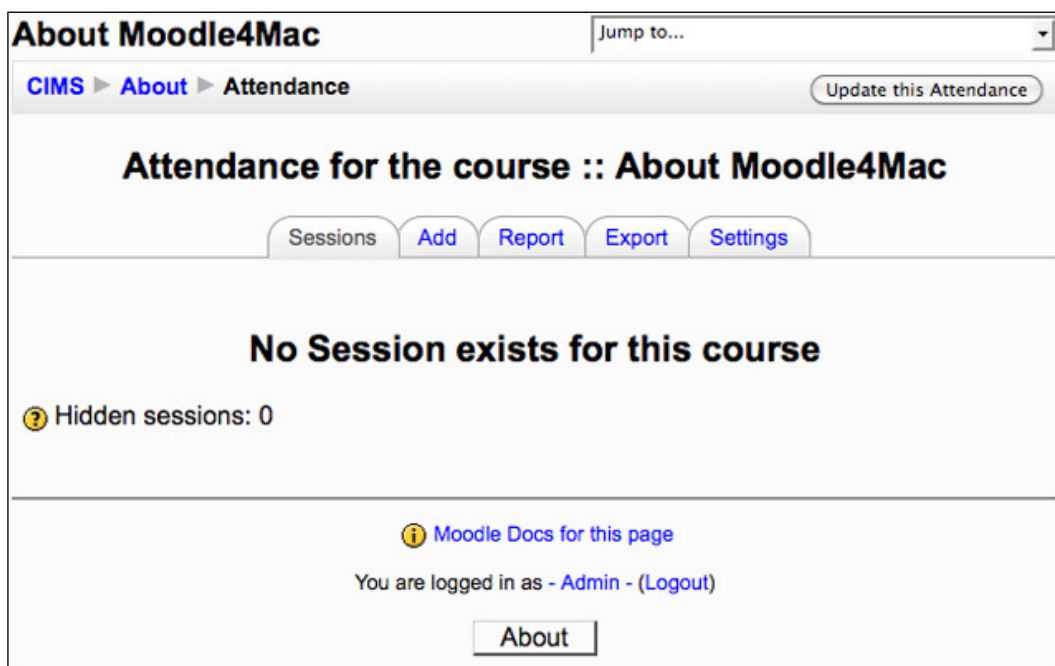 About Moodle4Mac Jump to...
CIMS ► About ► Attendance Update this Attendance
Attendance for the course :: About Moodle4Mac
Sessions Add Report Export Settings
No Session exists for this course
? Hidden sessions: 0
i Moodle Docs for this page
You are logged in as - Admin - (Logout)
About